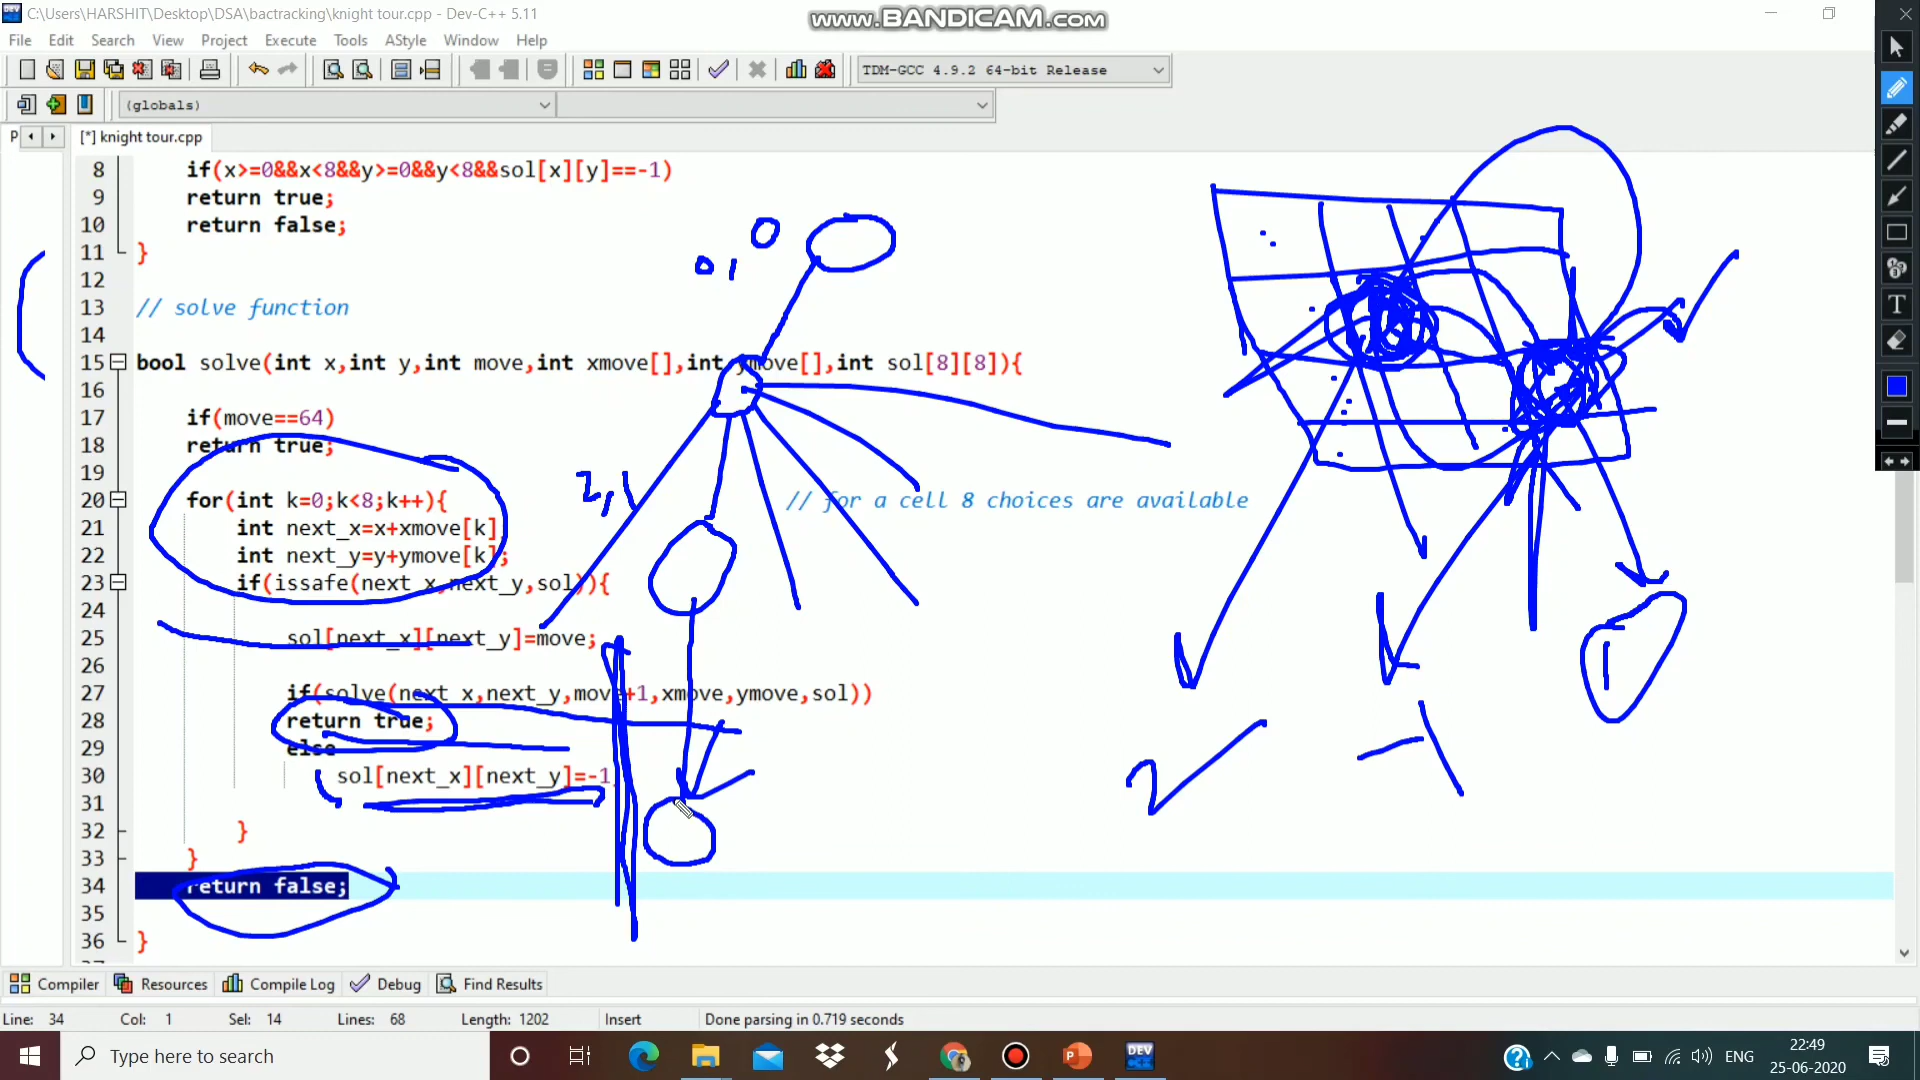 C:\Users\HARSHIT\Desktop\DSA\bactracking\knight tour.cpp - Dev-C++ 5.11
www.BANDICAM.com
File Edit Search View Project Execute Tools AStyle Window Help
TDM-GCC 4.9.2 64-bit Release
(globals)
P [*] knight tour.cpp
8 if(x>=0&&x<8&&y>=0&&y<8&&sol[x][y]==-1)
9 return true;
10 return false;
11 }
12
13 // solve function
14
15 bool solve(int x,int y,int move,int xmove[],int ymove[],int sol[8][8]){
16
17 if(move==64)
18 return true;
19
20 for(int k=0;k<8;k++){ // for a cell 8 choices are available
21 int next_x=x+xmove[k]
22 int next_y=y+ymove[k];
23 if(issafe(next_x,next_y,sol)){
24
25 sol[next_x][next_y]=move;
26
27 if(solve(next_x,next_y,move+1,xmove,ymove,sol))
28 return true;
29 else
30 sol[next_x][next_y]=-1
31
32 }
33 }
34 return false;
35
36 }
Compiler Resources Compile Log Debug Find Results
Line: 34 Col: 1 Sel: 14 Lines: 68 Length: 1202 Insert Done parsing in 0.719 seconds
Type here to search
DEV
ENG
22:49
25-06-2020